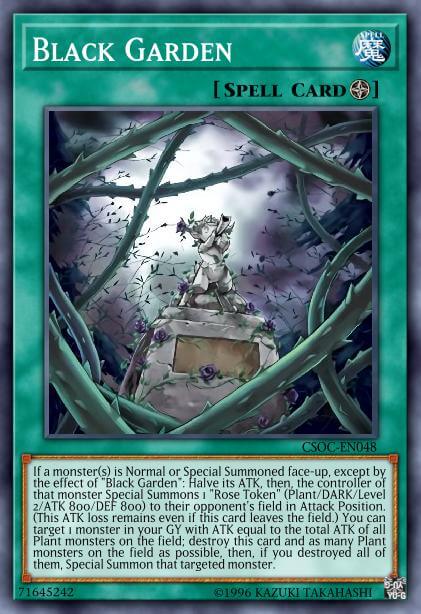 BLACK GARDEN
SPELL
魔
[SPELL CARD]
CSOC-EN048
If a monster(s) is Normal or Special Summoned face-up, except by
the effect of "Black Garden": Halve its ATK, then, the controller of
that monster Special Summons 1 "Rose Token" (Plant/DARK/Level
2/ATK 800/DEF 800) to their opponent's field in Attack Position.
(This ATK loss remains even if this card leaves the field.) You can
target 1 monster in your GY with ATK equal to the total ATK of all
Plant monsters on the field; destroy this card and as many Plant
monsters on the field as possible, then, if you destroyed all of
them, Special Summon that targeted monster.
71645242
©1996 KAZUKI TAKAHASHI